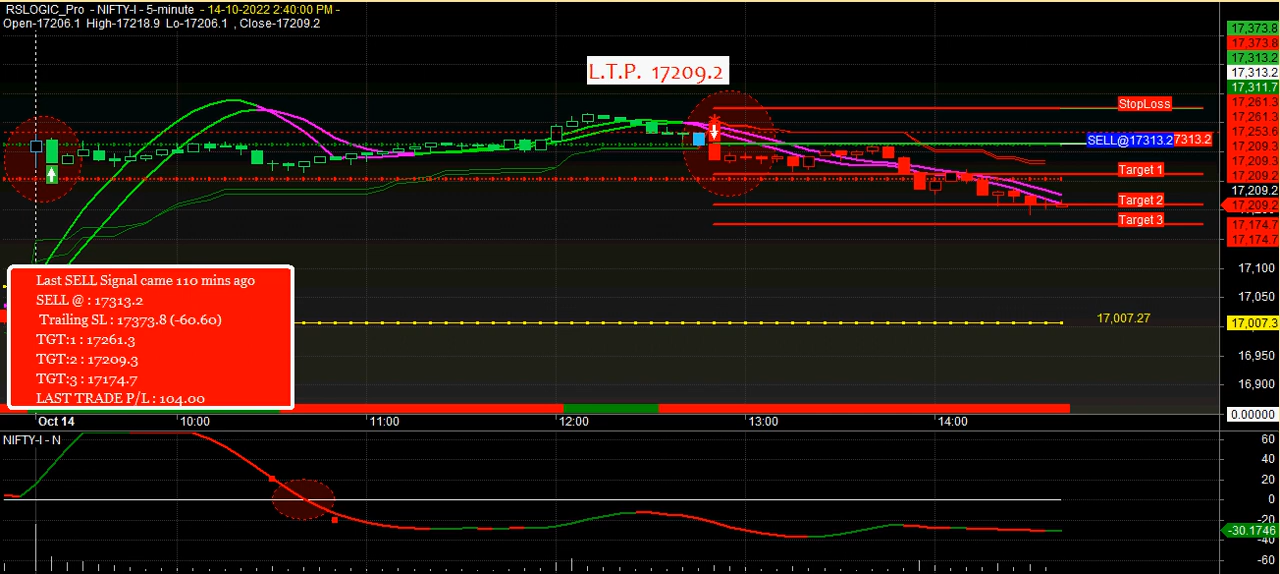 RSLOGIC_Pro - NIFTY-I - 5-minute - 14-10-2022 2:40:00 PM -
Open-17206.1 High-17218.9 Lo-17206.1 , Close-17209.2
L.T.P. 17209.2
StopLoss
SELL@17313.2
7313.2
Target 1
Target 2
Target 3
17,373.8
17,373.8
17,313.2
17,313.2
17,311.7
17,261.3
17,261.3
17,253.6
17,209.3
17,209.3
17,209.2
17,209.2
17,209.2
17,174.7
17,174.7
17,100
17,050
17,007.3
16,950
16,900
0.00000
17,007.27
Last SELL Signal came 110 mins ago
SELL @ : 17313.2
Trailing SL : 17373.8 (-60.60)
TGT:1 : 17261.3
TGT:2 : 17209.3
TGT:3 : 17174.7
LAST TRADE P/L : 104.00
Oct 14 10:00 11:00 12:00 13:00 14:00
NIFTY-I - N
60
40
20
0
-20
-30.1746
-40
-60